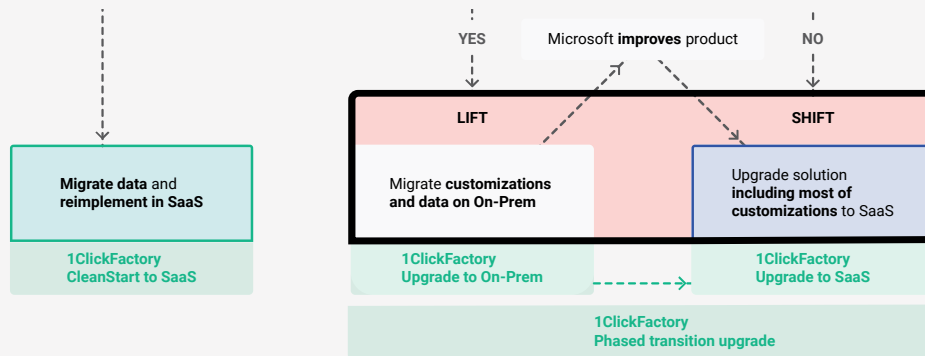 YES
Microsoft improves product
NO
LIFT
SHIFT
Migrate data and
reimplement in SaaS
Migrate customizations
and data on On-Prem
Upgrade solution
including most of
customizations to SaaS
1ClickFactory
CleanStart to SaaS
1ClickFactory
Upgrade to On-Prem
1ClickFactory
Upgrade to SaaS
1ClickFactory
Phased transition upgrade